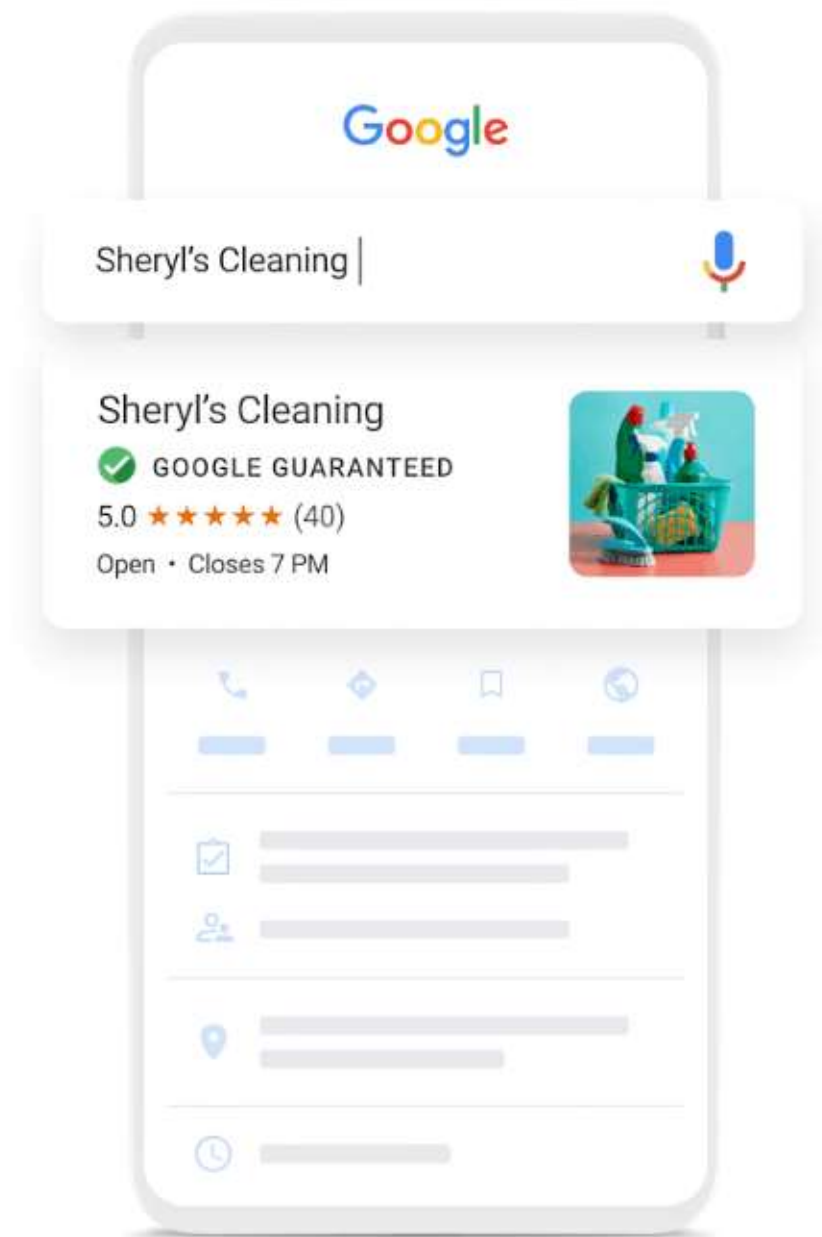 Google
Sheryl’s Cleaning
Sheryl’s Cleaning
GOOGLE GUARANTEED
5.0 ★★★★★ (40)
Open • Closes 7 PM